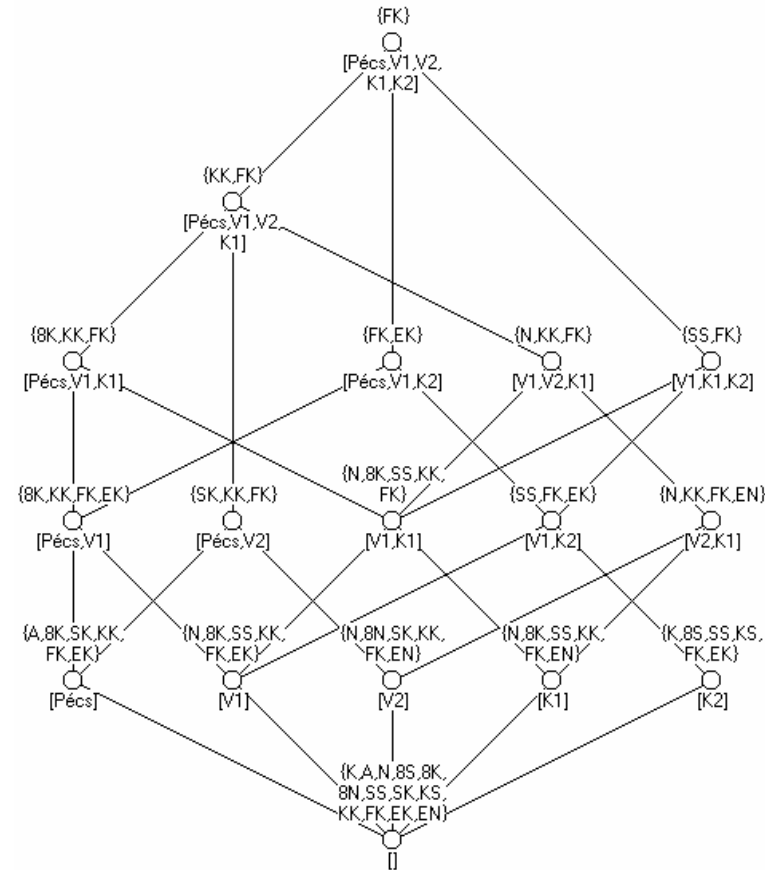 {FK}
[Pécs,V1,V2,
K1,K2]
{KK,FK}
[Pécs,V1,V2,
K1]
{8K,KK,FK}
{FK,EK}
{N,KK,FK}
{SS,FK}
[Pécs,V1,K1]
[Pécs,V1,K2]
[V1,V2,K1]
[V1,K1,K2]
{8K,KK,FK,EK}
{SK,KK,FK}
{N,8K,SS,KK,
FK}
{SS,FK,EK}
{N,KK,FK,EN}
[Pécs,V1]
[Pécs,V2]
[V1,K1]
[V1,K2]
[V2,K1]
{A,8K,SK,KK,
FK,EK}
{N,8K,SS,KK,
FK,EK}
{N,8N,SK,KK,
FK,EN}
{N,8K,SS,KK,
FK,EN}
{K,8S,SS,KS,
FK,EK}
[Pécs]
[V1]
[V2]
[K1]
[K2]
{K,A,N,8S,8K,
8N,SS,SK,KS,
KK,FK,EK,EN}
[]